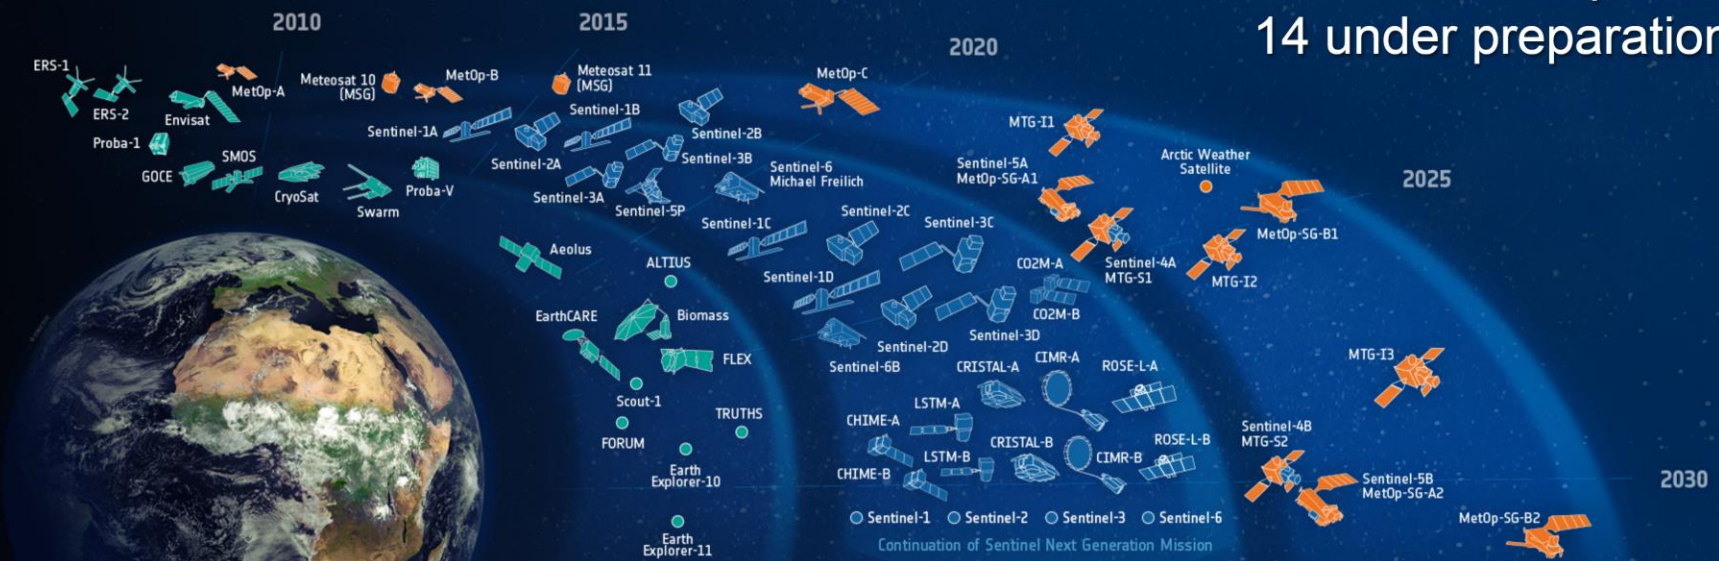 2010
2015
2020
14 under preparation
ERS-1
ERS-2
Envisat
MetOp-A
Meteosat 10
(MSG)
MetOp-B
Meteosat 11
(MSG)
MetOp-C
Proba-1
GOCE
SMOS
CryoSat
Swarm
Proba-V
Sentinel-1A
Sentinel-1B
Sentinel-2A
Sentinel-2B
Sentinel-3A
Sentinel-3B
Sentinel-5P
Sentinel-6
Michael Freilich
MTG-I1
Sentinel-5A
MetOp-SG-A1
Arctic Weather
Satellite
2025
MetOp-SG-B1
Sentinel-4A
MTG-S1
MTG-I2
Sentinel-1C
Sentinel-2C
Sentinel-3C
Aeolus
ALTIUS
Sentinel-1D
CO2M-A
CO2M-B
EarthCARE
Biomass
FLEX
Sentinel-2D
Sentinel-3D
Sentinel-6B
Scout-1
FORUM
TRUTHS
Earth
Explorer-10
Earth
Explorer-11
CRISTAL-A
CIMR-A
ROSE-L-A
LSTM-A
CHIME-A
CRISTAL-B
CIMR-B
ROSE-L-B
LSTM-B
CHIME-B
MTG-I3
Sentinel-4B
MTG-S2
Sentinel-5B
MetOp-SG-A2
2030
MetOp-SG-B2
Sentinel-1
Sentinel-2
Sentinel-3
Sentinel-6
Continuation of Sentinel Next Generation Mission